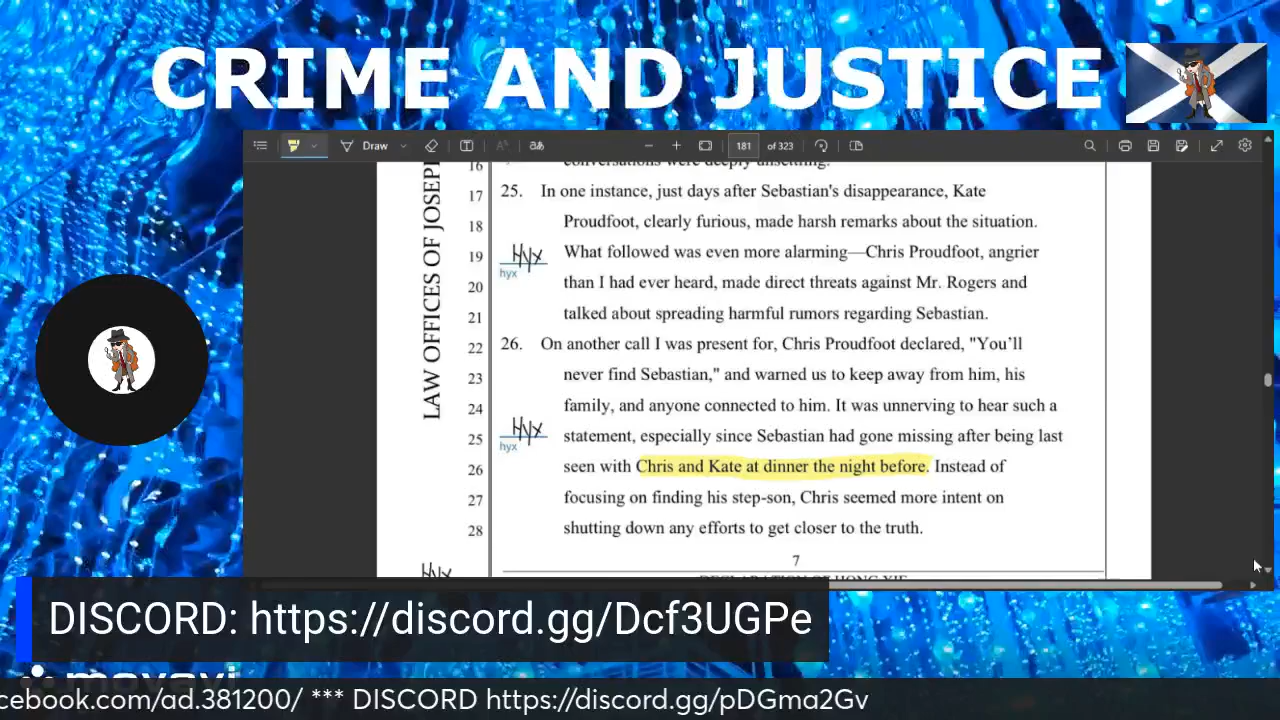 CRIME AND JUSTICE
Draw
181 of 323
aあ
LAW OFFICES OF JOSEP
16 conversations were deeply unsettling.
17 25. In one instance, just days after Sebastian's disappearance, Kate
18 Proudfoot, clearly furious, made harsh remarks about the situation.
19 What followed was even more alarming—Chris Proudfoot, angrier
hyx
20 than I had ever heard, made direct threats against Mr. Rogers and
21 talked about spreading harmful rumors regarding Sebastian.
22 26. On another call I was present for, Chris Proudfoot declared, "You’ll
23 never find Sebastian," and warned us to keep away from him, his
24 family, and anyone connected to him. It was unnerving to hear such a
25 statement, especially since Sebastian had gone missing after being last
hyx
26 seen with Chris and Kate at dinner the night before. Instead of
27 focusing on finding his step-son, Chris seemed more intent on
28 shutting down any efforts to get closer to the truth.
7
DECLARATION OF HONG XIE
DISCORD: https://discord.gg/Dcf3UGPe
movavi
cebook.com/ad.381200/ *** DISCORD https://discord.gg/pDGma2Gv